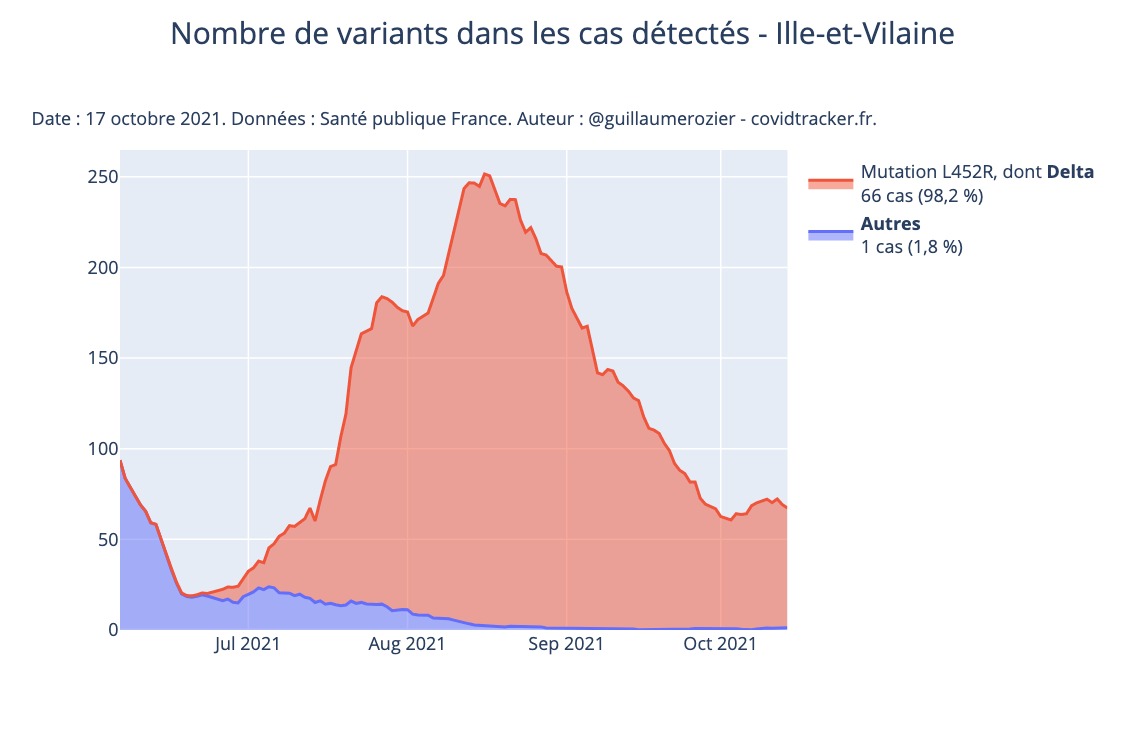 Nombre de variants dans les cas détectés - Ille-et-Vilaine
Date : 17 octobre 2021. Données : Santé publique France. Auteur : @guillaumerozier - covidtracker.fr.
250
200
150
100
50
0
Jul 2021
Aug 2021
Sep 2021
Oct 2021
Mutation L452R, dont Delta
66 cas (98,2 %)
Autres
1 cas (1,8 %)